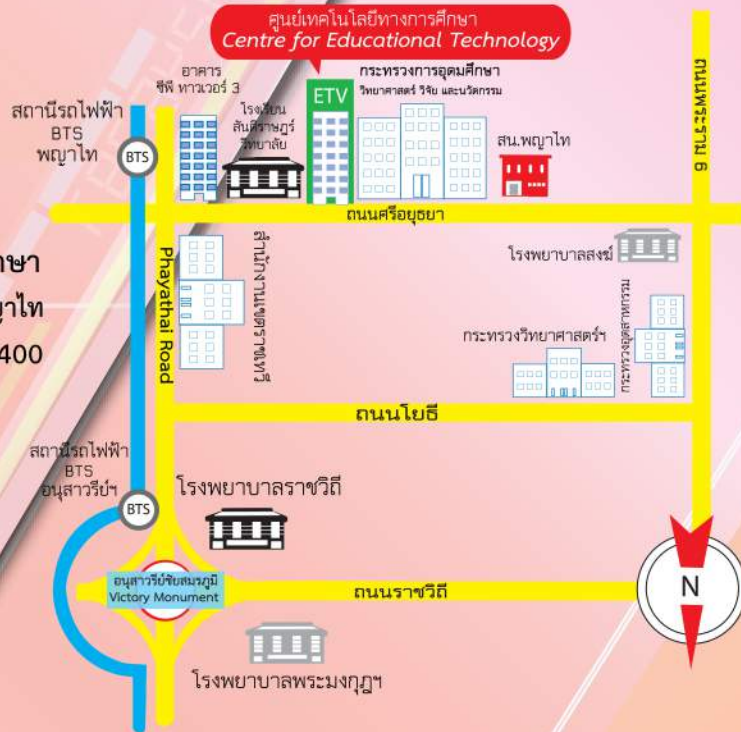 ศูนย์เทคโนโลยีทางการศึกษา
Centre for Educational Technology
อาคาร
ซีพี ทาวเวอร์ 3
โรงเรียน
สันติราษฎร์
วิทยาลัย
ETV
กระทรวงการอุดมศึกษา
วิทยาศาสตร์ วิจัย และนวัตกรรม
สน.พญาไท
ถนนพระราม 6
สถานีรถไฟฟ้า
BTS
พญาไท
BTS
ถนนศรีอยุธยา
Phayathai Road
สำนักงานเขตราชเทวี
โรงพยาบาลสงฆ์
กระทรวงวิทยาศาสตร์ฯ
กระทรวงอุตสาหกรรม
400
ถนนโยธี
สถานีรถไฟฟ้า
BTS
อนุสาวรีย์ฯ
BTS
โรงพยาบาลราชวิถี
อนุสาวรีย์ชัยสมรภูมิ
Victory Monument
ถนนราชวิถี
N
โรงพยาบาลพระมงกุฎฯ